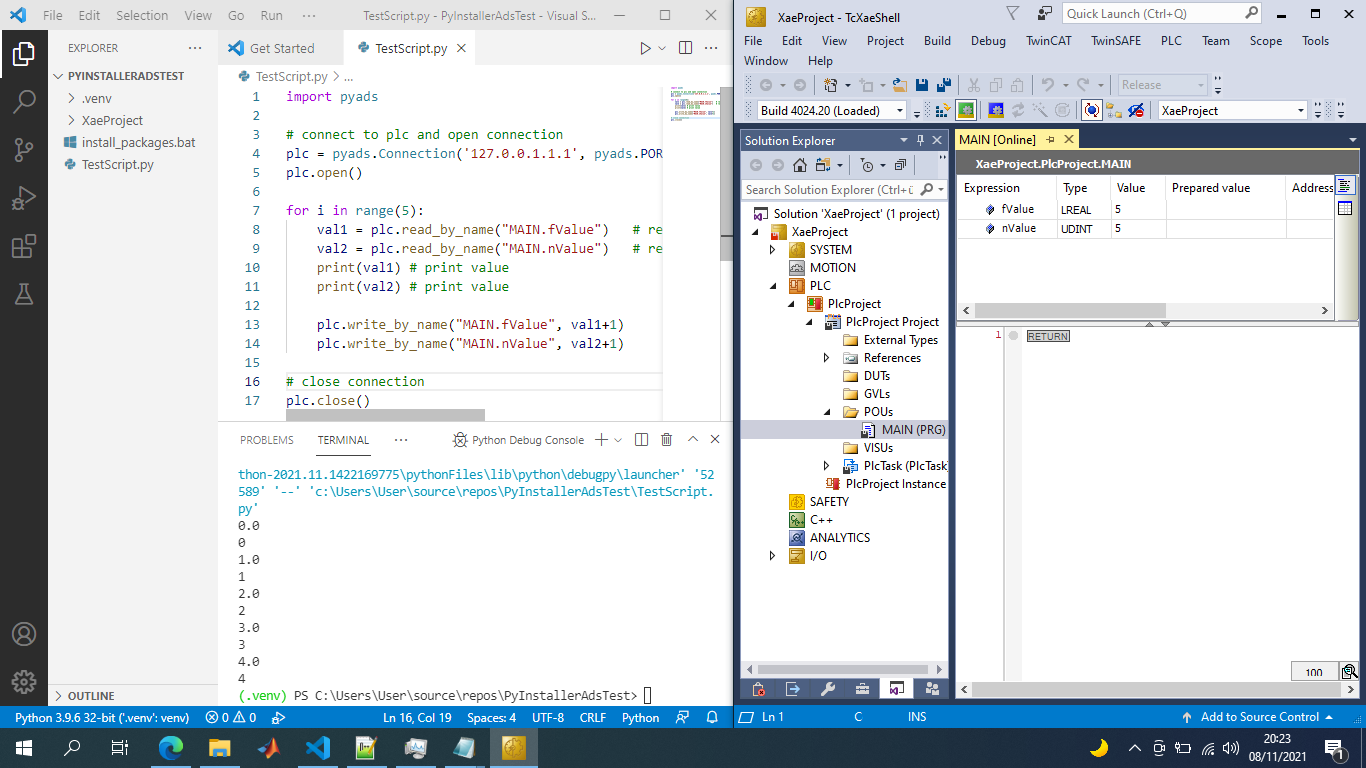 File Edit Selection View Go Run ··· TestScript.py - PyInstallerAdsTest - Visual S...
EXPLORER ···
PYINSTALLERADSTEST
.venv
XaeProject
install_packages.bat
TestScript.py
OUTLINE
Get Started TestScript.py
TestScript.py > ...
1 import pyads
2
3 # connect to plc and open connection
4 plc = pyads.Connection('127.0.0.1.1.1', pyads.POR
5 plc.open()
6
7 for i in range(5):
8 val1 = plc.read_by_name("MAIN.fValue") # re
9 val2 = plc.read_by_name("MAIN.nValue") # re
10 print(val1) # print value
11 print(val2) # print value
12
13 plc.write_by_name("MAIN.fValue", val1+1)
14 plc.write_by_name("MAIN.nValue", val2+1)
15
16 # close connection
17 plc.close()
PROBLEMS TERMINAL ··· Python Debug Console
thon-2021.11.1422169775\pythonFiles\lib\python\debugpy\launcher' '52
589' '--' 'c:\Users\User\source\repos\PyInstallerAdsTest\TestScript.
py'
0.0
0
1.0
1
2.0
2
3.0
3
4.0
4
(.venv) PS C:\Users\User\source\repos\PyInstallerAdsTest>
Python 3.9.6 32-bit ('.venv': venv) 0 0 Ln 16, Col 19 Spaces: 4 UTF-8 CRLF Python
XaeProject - TcXaeShell Quick Launch (Ctrl+Q)
File Edit View Project Build Debug TwinCAT TwinSAFE PLC Team Scope Tools
Window Help
Release
Build 4024.20 (Loaded) XaeProject
Solution Explorer
Search Solution Explorer (Ctrl+ü
Solution 'XaeProject' (1 project)
XaeProject
SYSTEM
MOTION
PLC
PlcProject
PlcProject Project
External Types
References
DUTs
GVLs
POUs
MAIN (PRG)
VISUs
PlcTask (PlcTask
PlcProject Instance
SAFETY
C++
ANALYTICS
I/O
MAIN [Online]
XaeProject.PlcProject.MAIN
Expression Type Value Prepared value Address
fValue LREAL 5
nValue UDINT 5
1 RETURN
100
Ln 1 C INS Add to Source Control
20:23
08/11/2021
1